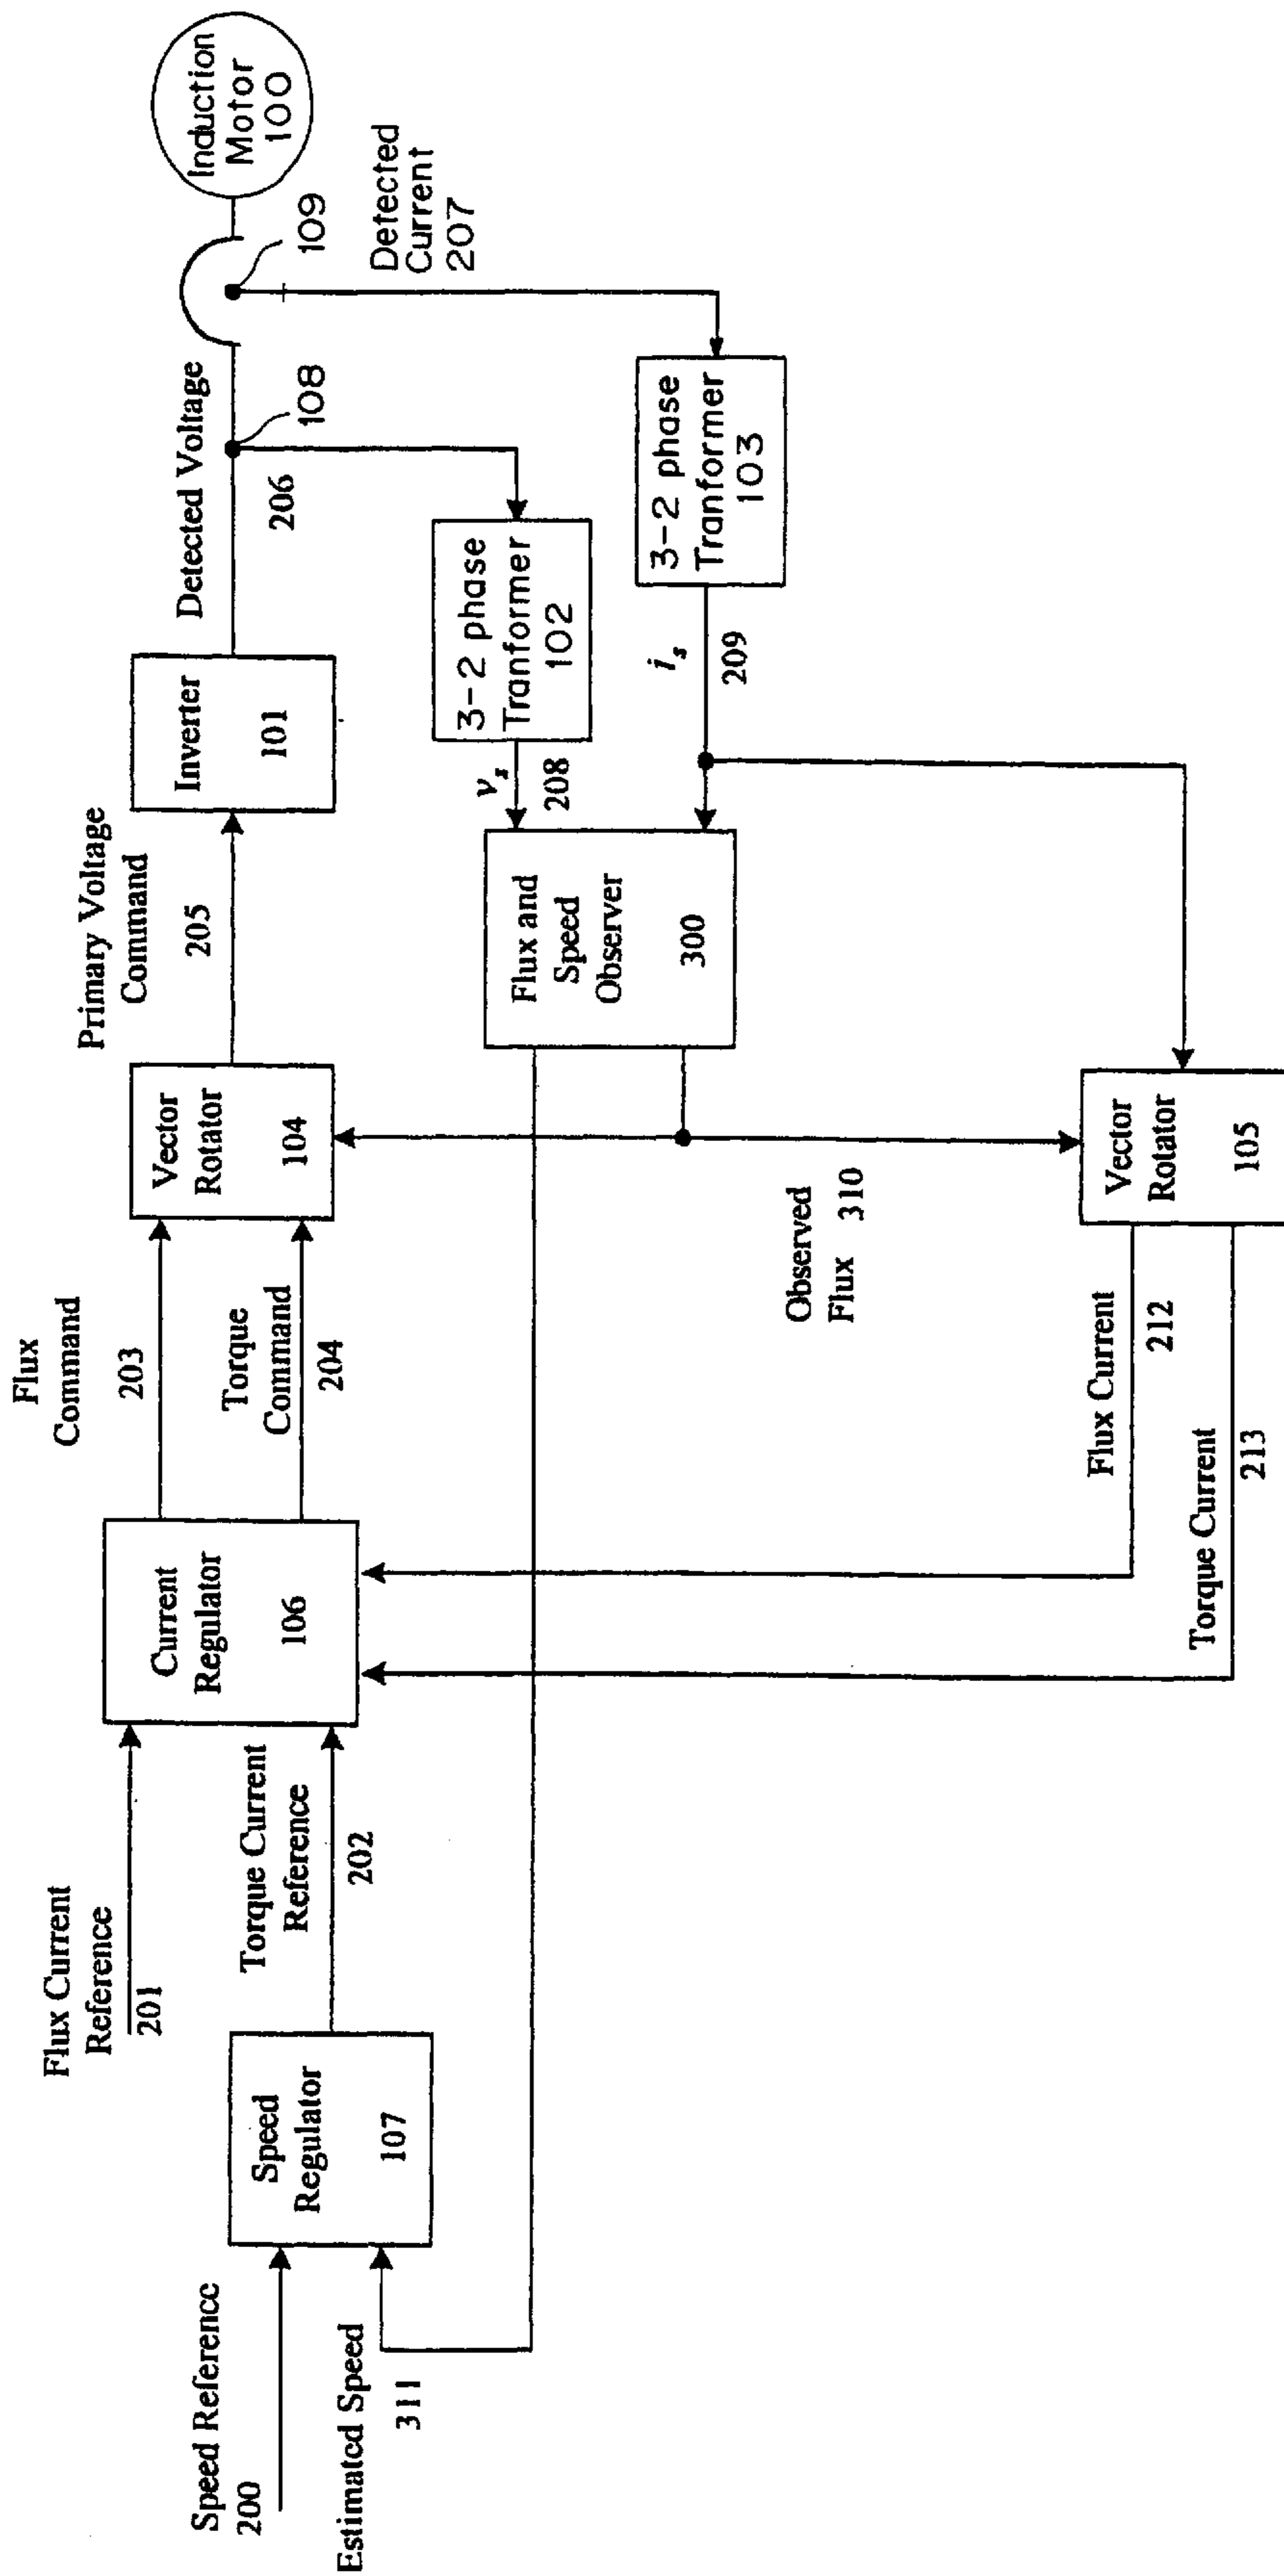 Speed Reference
200
Estimated Speed
311
Speed
Regulator
107
Flux Current
Reference
201
Torque Current
Reference
202
Current
Regulator
106
Flux
Command
203
Torque
Command
204
Vector
Rotator
104
Primary Voltage
Command
205
Inverter
101
Detected Voltage
206
108
109
Induction
Motor
100
Detected
Current
207
3-2 phase
Tranformer
102
3-2 phase
Tranformer
103
vs
208
is
209
Flux and
Speed
Observer
300
Observed
Flux 310
Vector
Rotator
105
Flux Current
212
Torque Current
213